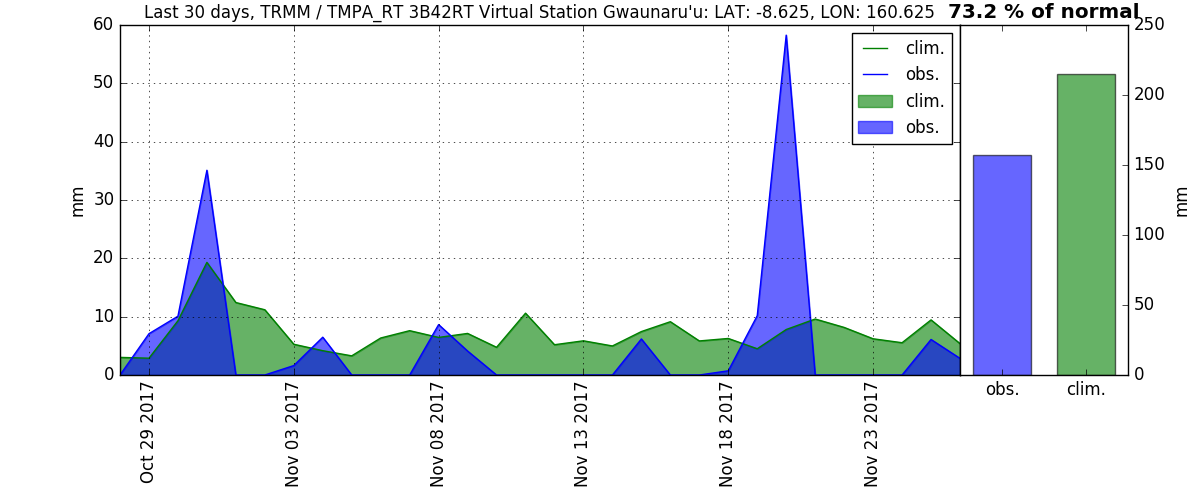 Last 30 days, TRMM / TMPA_RT 3B42RT Virtual Station Gwaunaru'u: LAT: -8.625, LON: 160.625 73.2 % of normal
60
50
40
30
20
10
0
mm
clim.
obs.
clim.
obs.
Oct 29 2017
Nov 03 2017
Nov 08 2017
Nov 13 2017
Nov 18 2017
Nov 23 2017
250
200
150
100
50
0
mm
obs. clim.